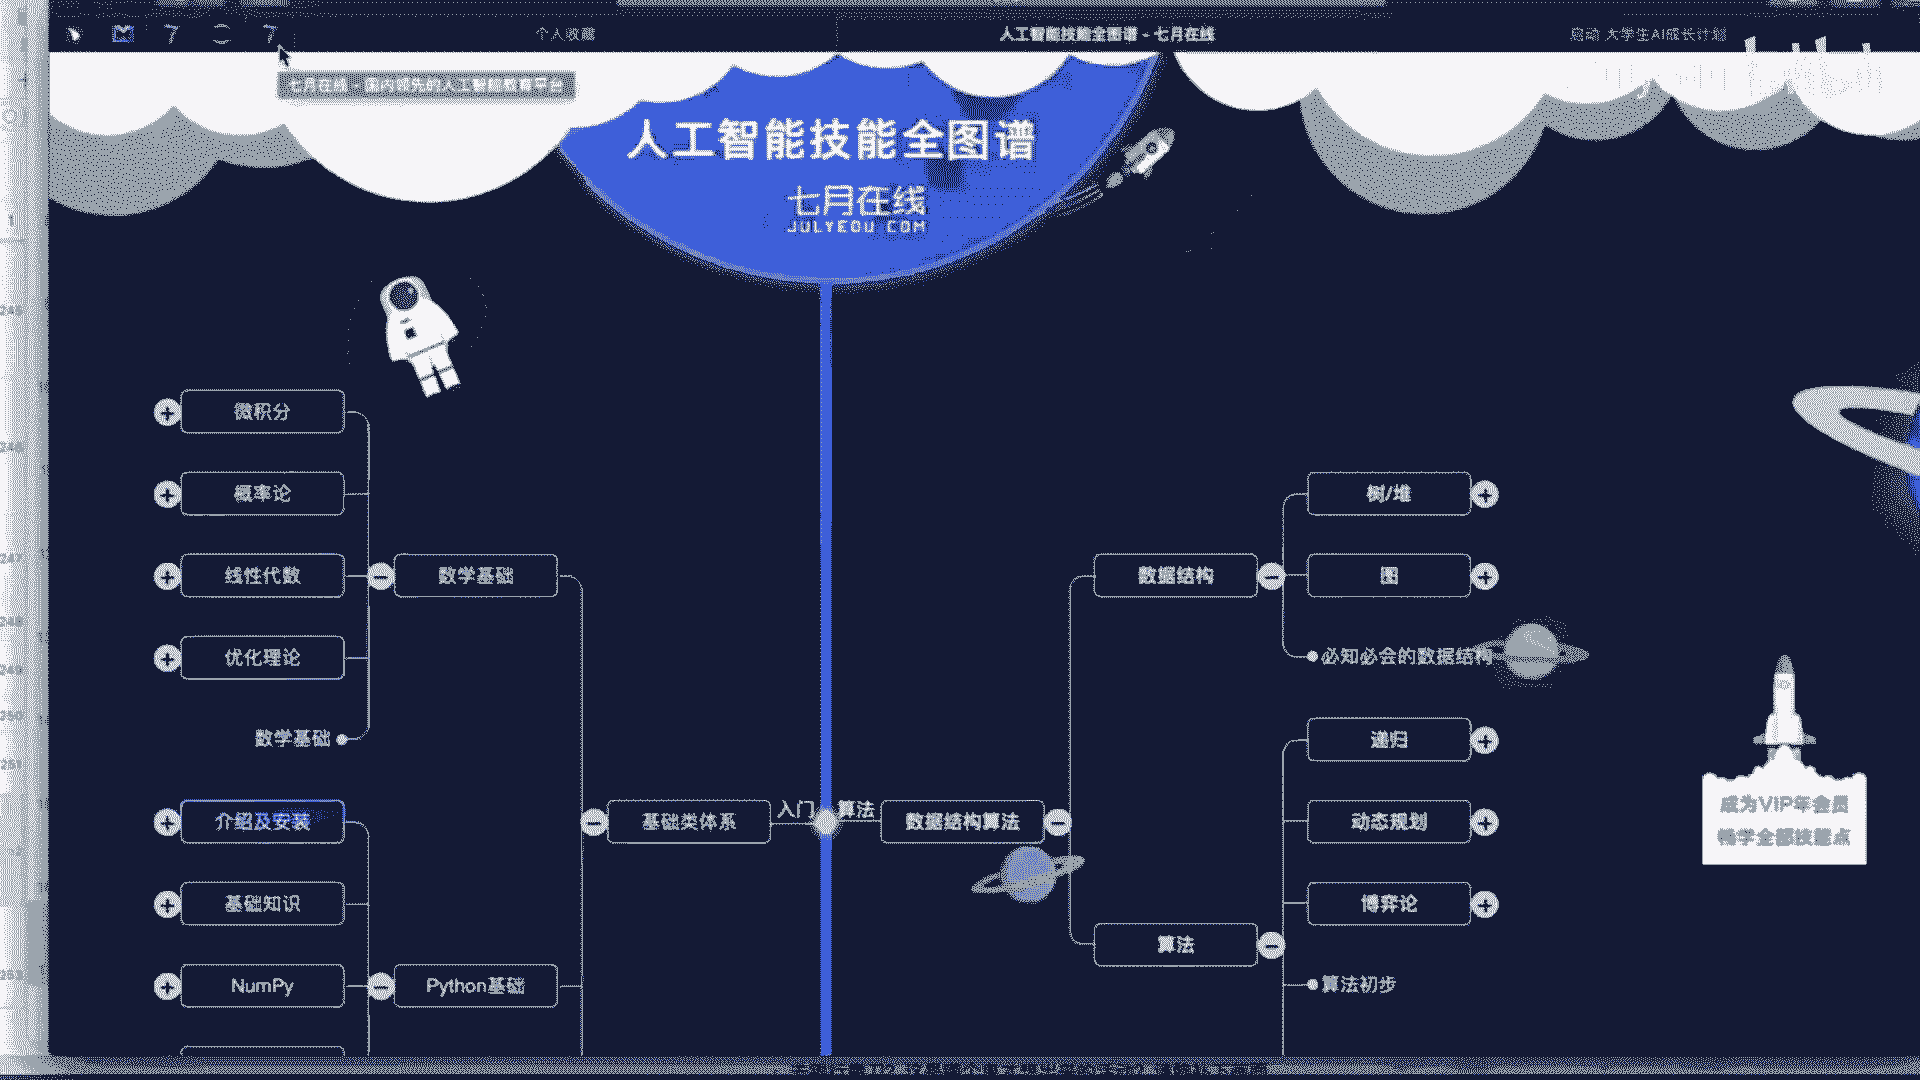 个人收藏
人工智能技能全图谱 - 七月在线
启动 大学生AI成长计划
七月在线 - 国内领先的人工智能教育平台
人工智能技能全图谱
七月在线
JULYEDU COM
微积分
概率论
线性代数
优化理论
数学基础
数学基础
介绍及安装
基础知识
NumPy
Python基础
基础类体系
入门
算法
数据结构算法
数据结构
树/堆
图
必知必会的数据结构
递归
动态规划
博弈论
算法
算法初步
成为VIP年会员
畅学全部技能点